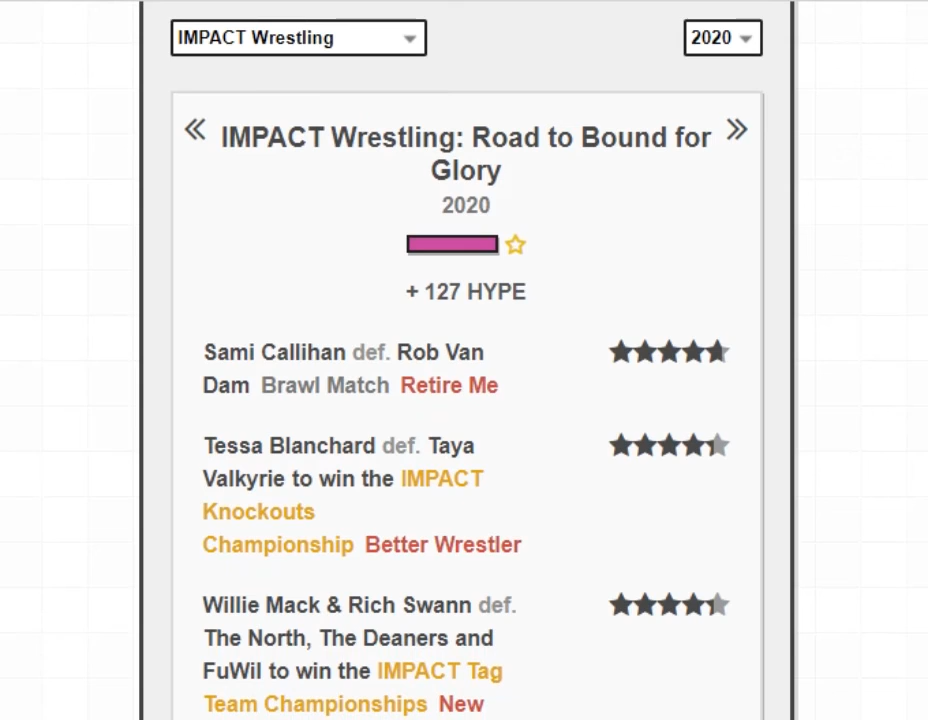 IMPACT Wrestling
2020
IMPACT Wrestling: Road to Bound for
Glory
2020
+ 127 HYPE
Sami Callihan def. Rob Van
Dam Brawl Match Retire Me
Tessa Blanchard def. Taya
Valkyrie to win the IMPACT
Knockouts
Championship Better Wrestler
Willie Mack & Rich Swann def.
The North, The Deaners and
FuWil to win the IMPACT Tag
Team Championships New